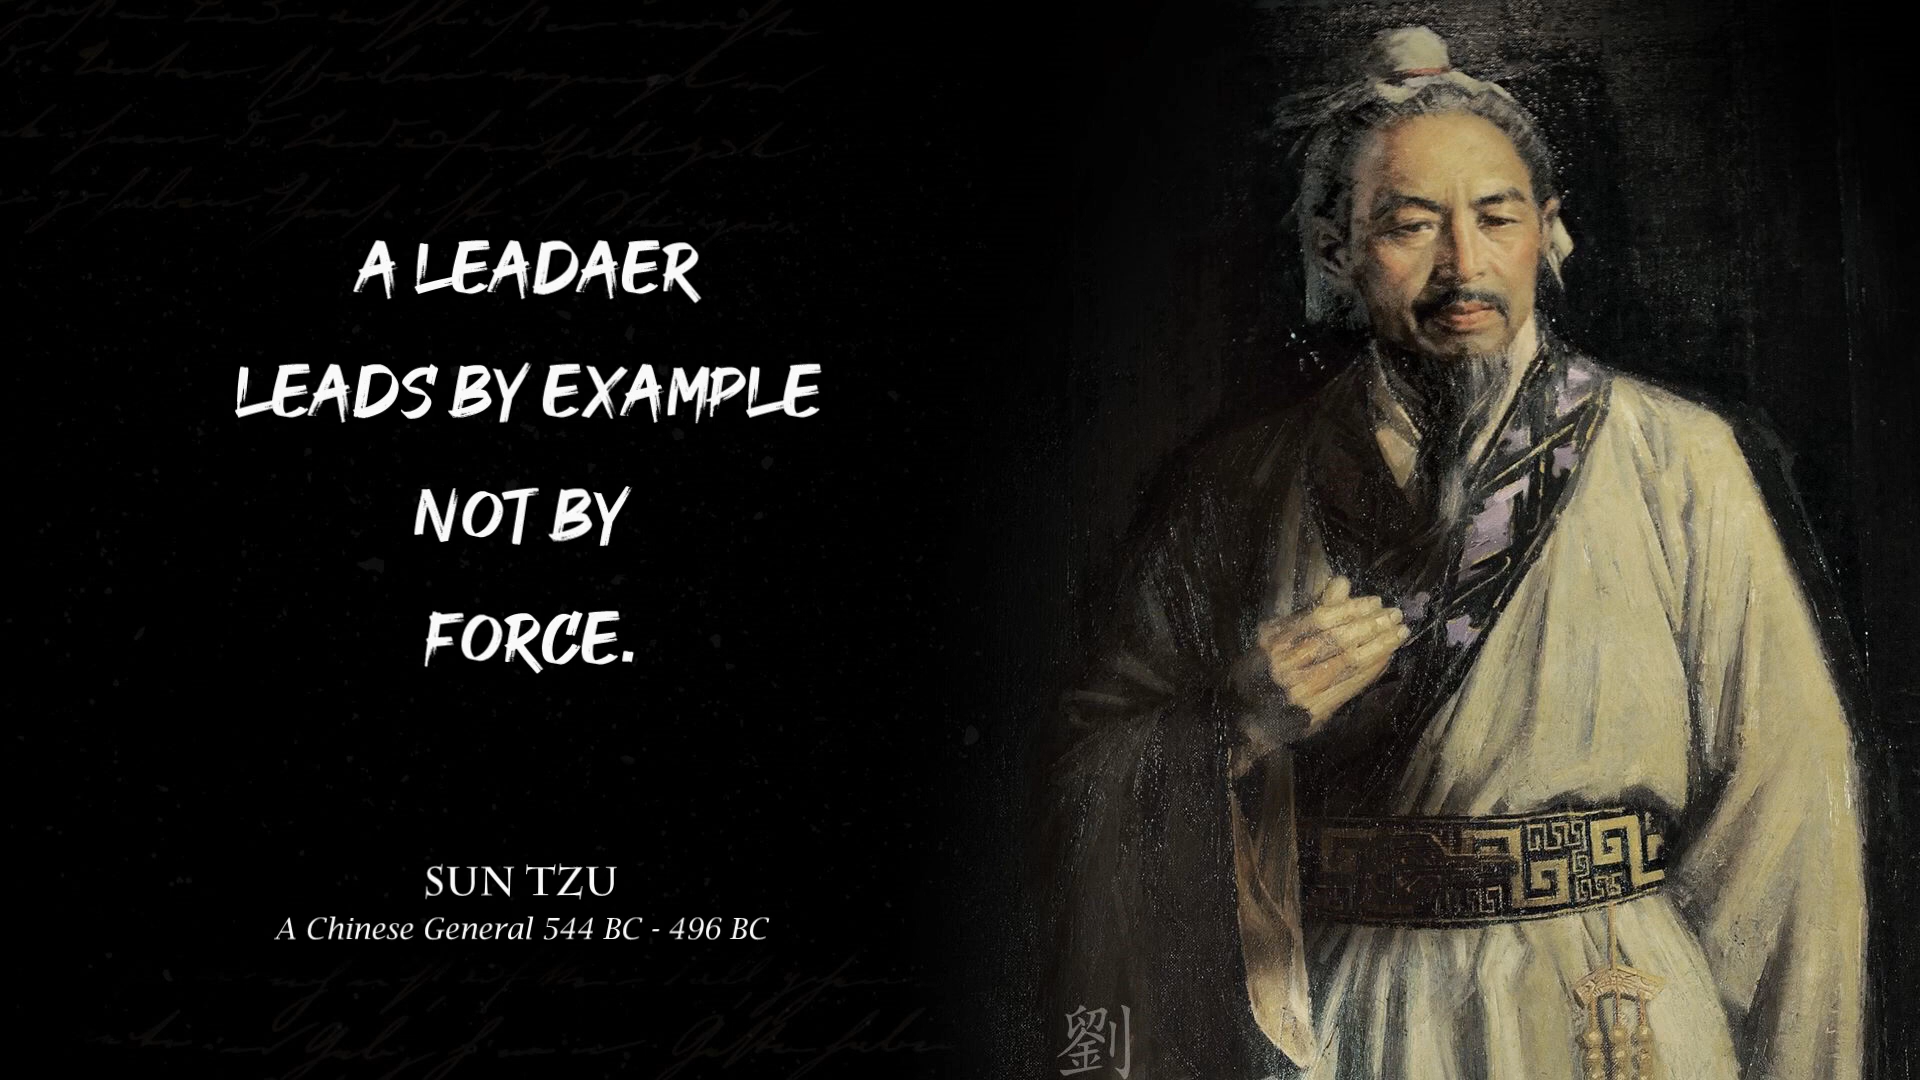 A LEADAER
LEADS BY EXAMPLE
NOT BY
FORCE.
SUN TZU
A Chinese General 544 BC - 496 BC
劉